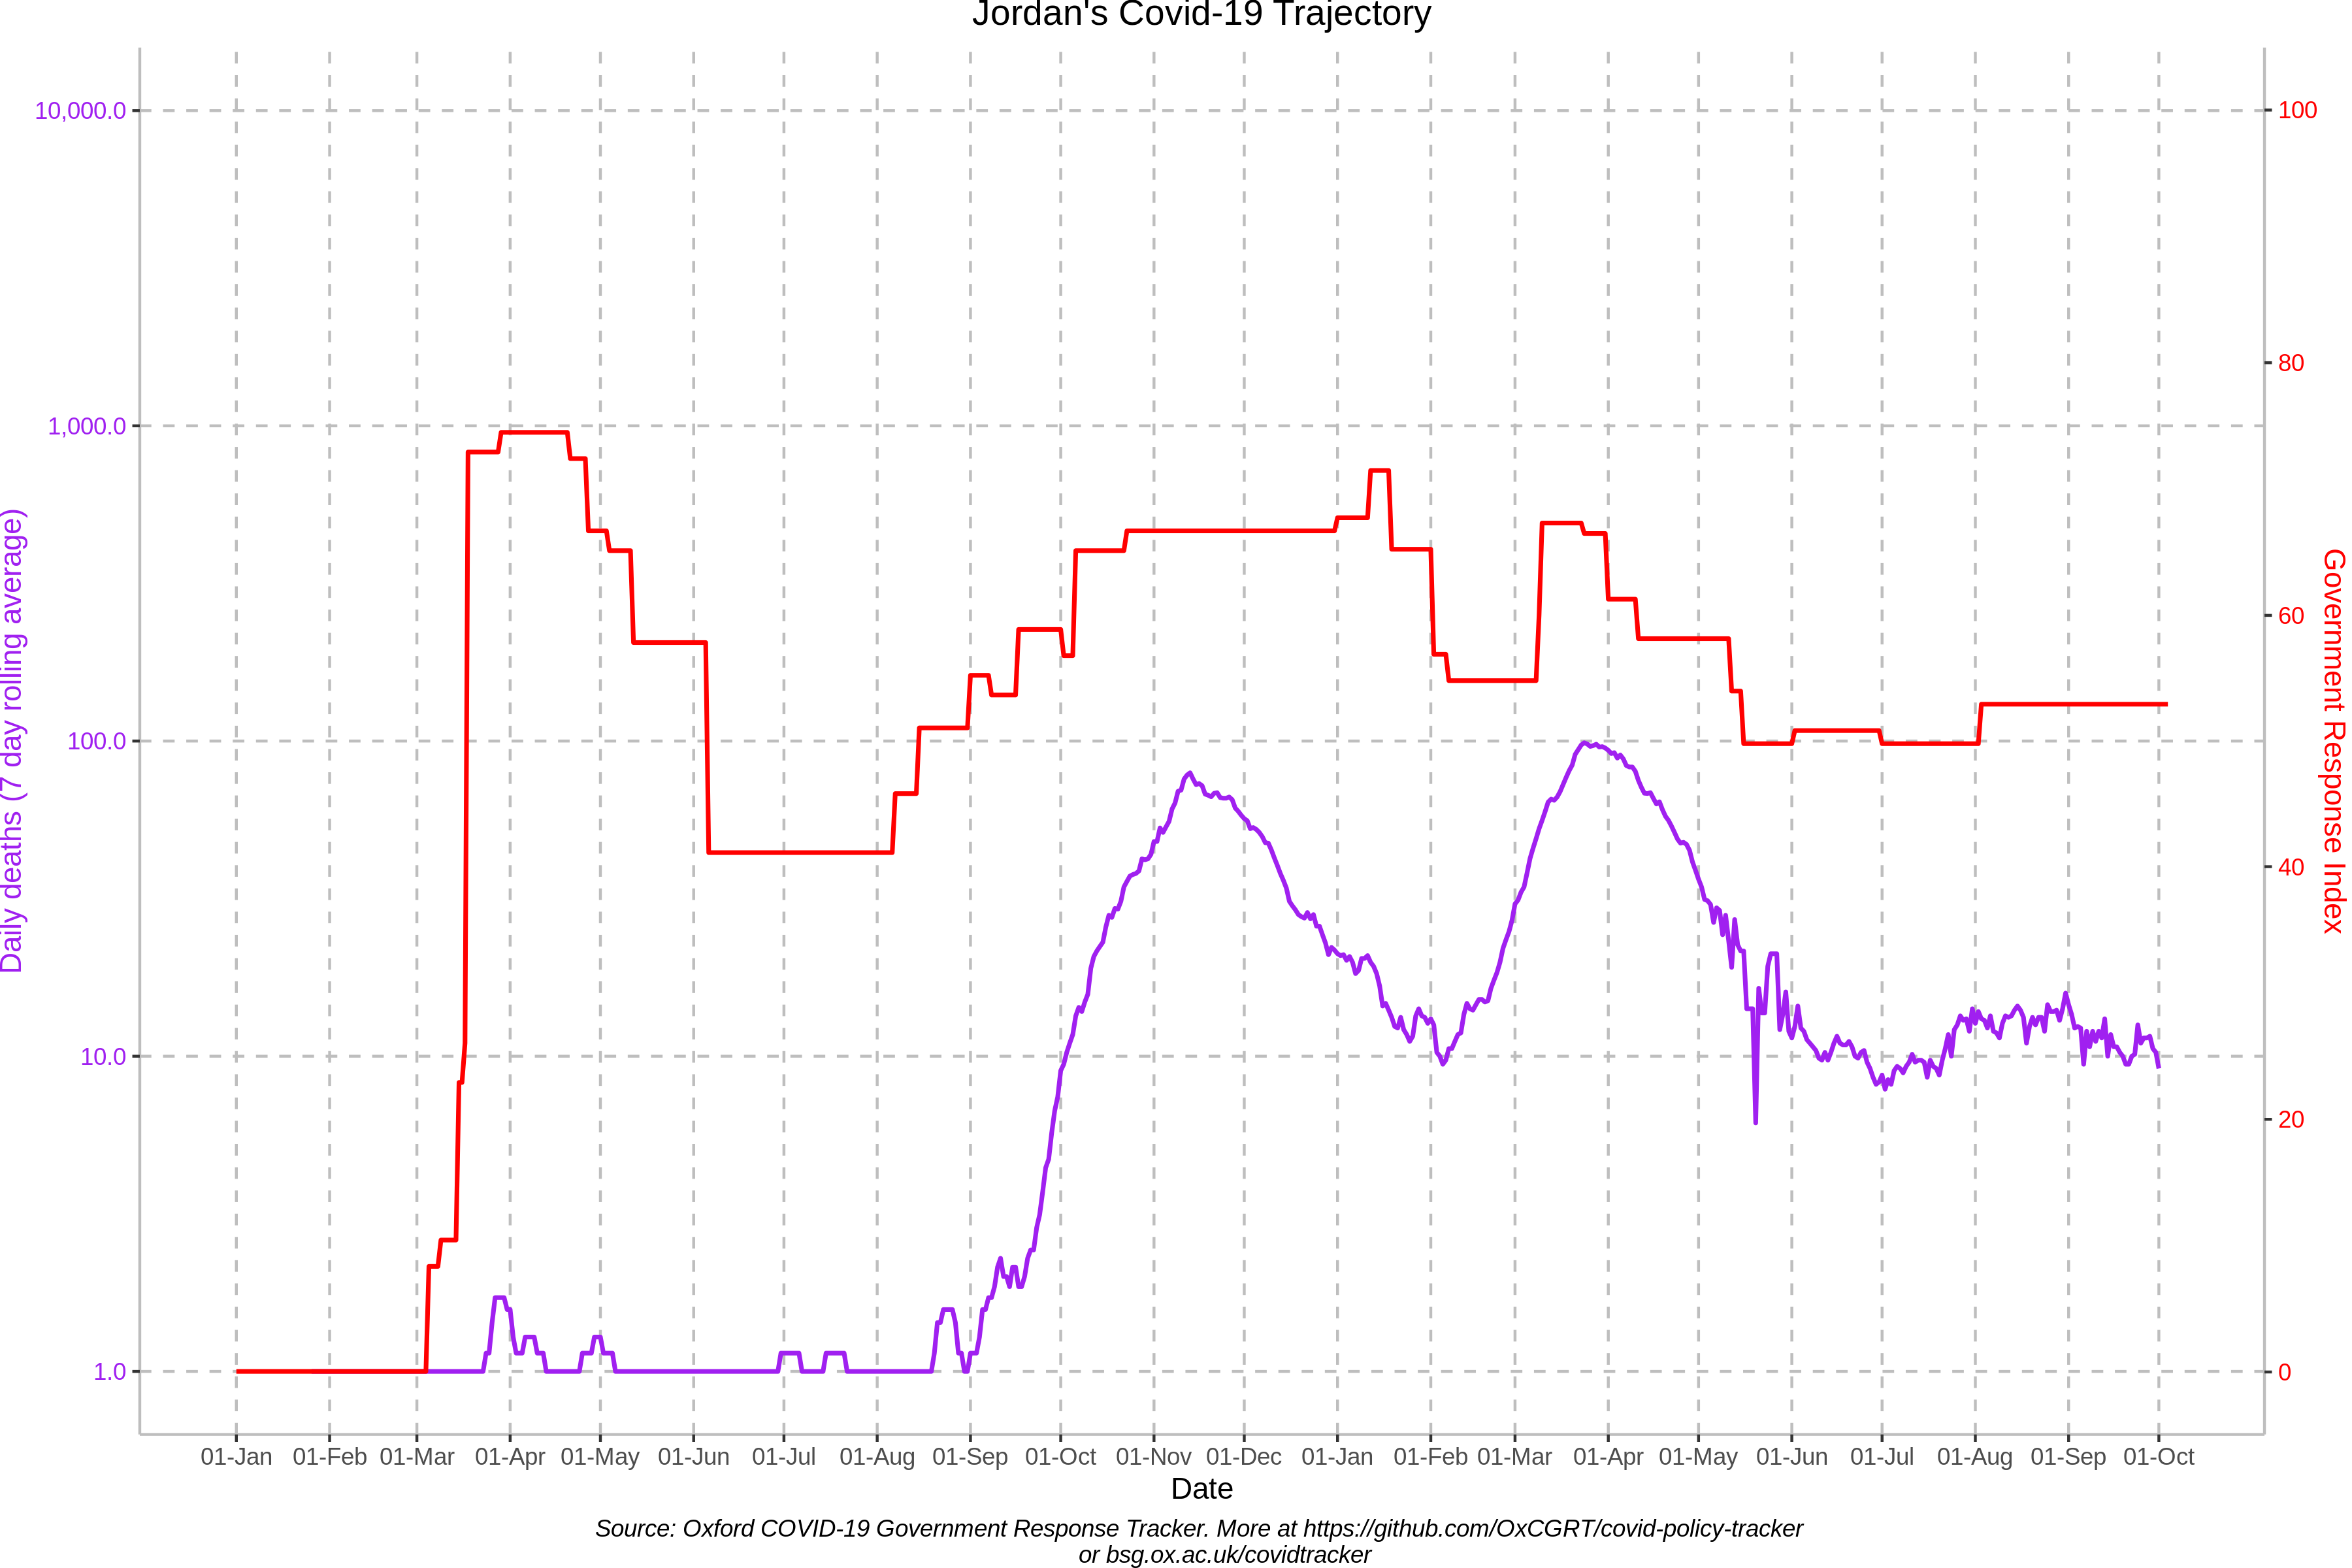 Jordan's Covid-19 Trajectory
Daily deaths (7 day rolling average)
10,000.0
1,000.0
100.0
10.0
1.0
100
80
60
40
20
0
Government Response Index
01-Jan 01-Feb 01-Mar 01-Apr 01-May 01-Jun 01-Jul 01-Aug 01-Sep 01-Oct 01-Nov 01-Dec 01-Jan 01-Feb 01-Mar 01-Apr 01-May 01-Jun 01-Jul 01-Aug 01-Sep 01-Oct
Date
Source: Oxford COVID-19 Government Response Tracker. More at https://github.com/OxCGRT/covid-policy-tracker
or bsg.ox.ac.uk/covidtracker